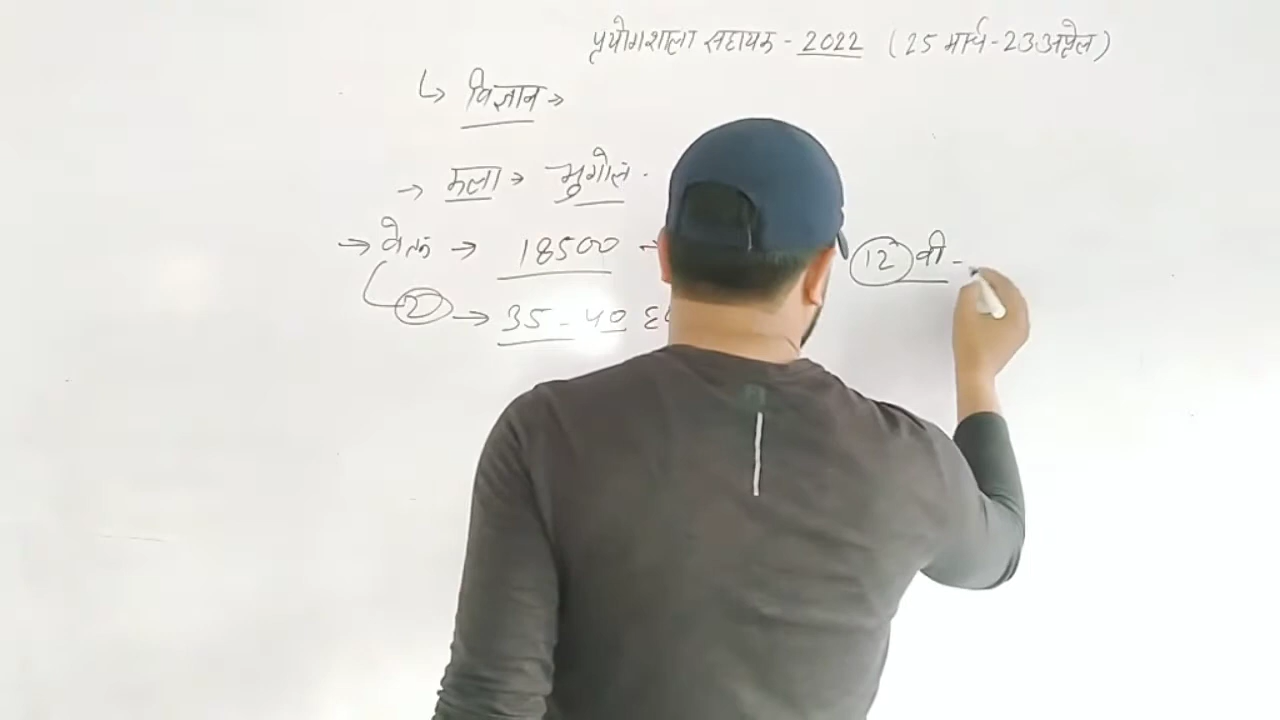 प्रयोगशाला सहायक - 2022 (25 मार्च - 23 अप्रेल)
↳ विज्ञान →
→ कला → भुगोल -
→ वेतन → 18500 → 12 वी -
2 → 35 - 40